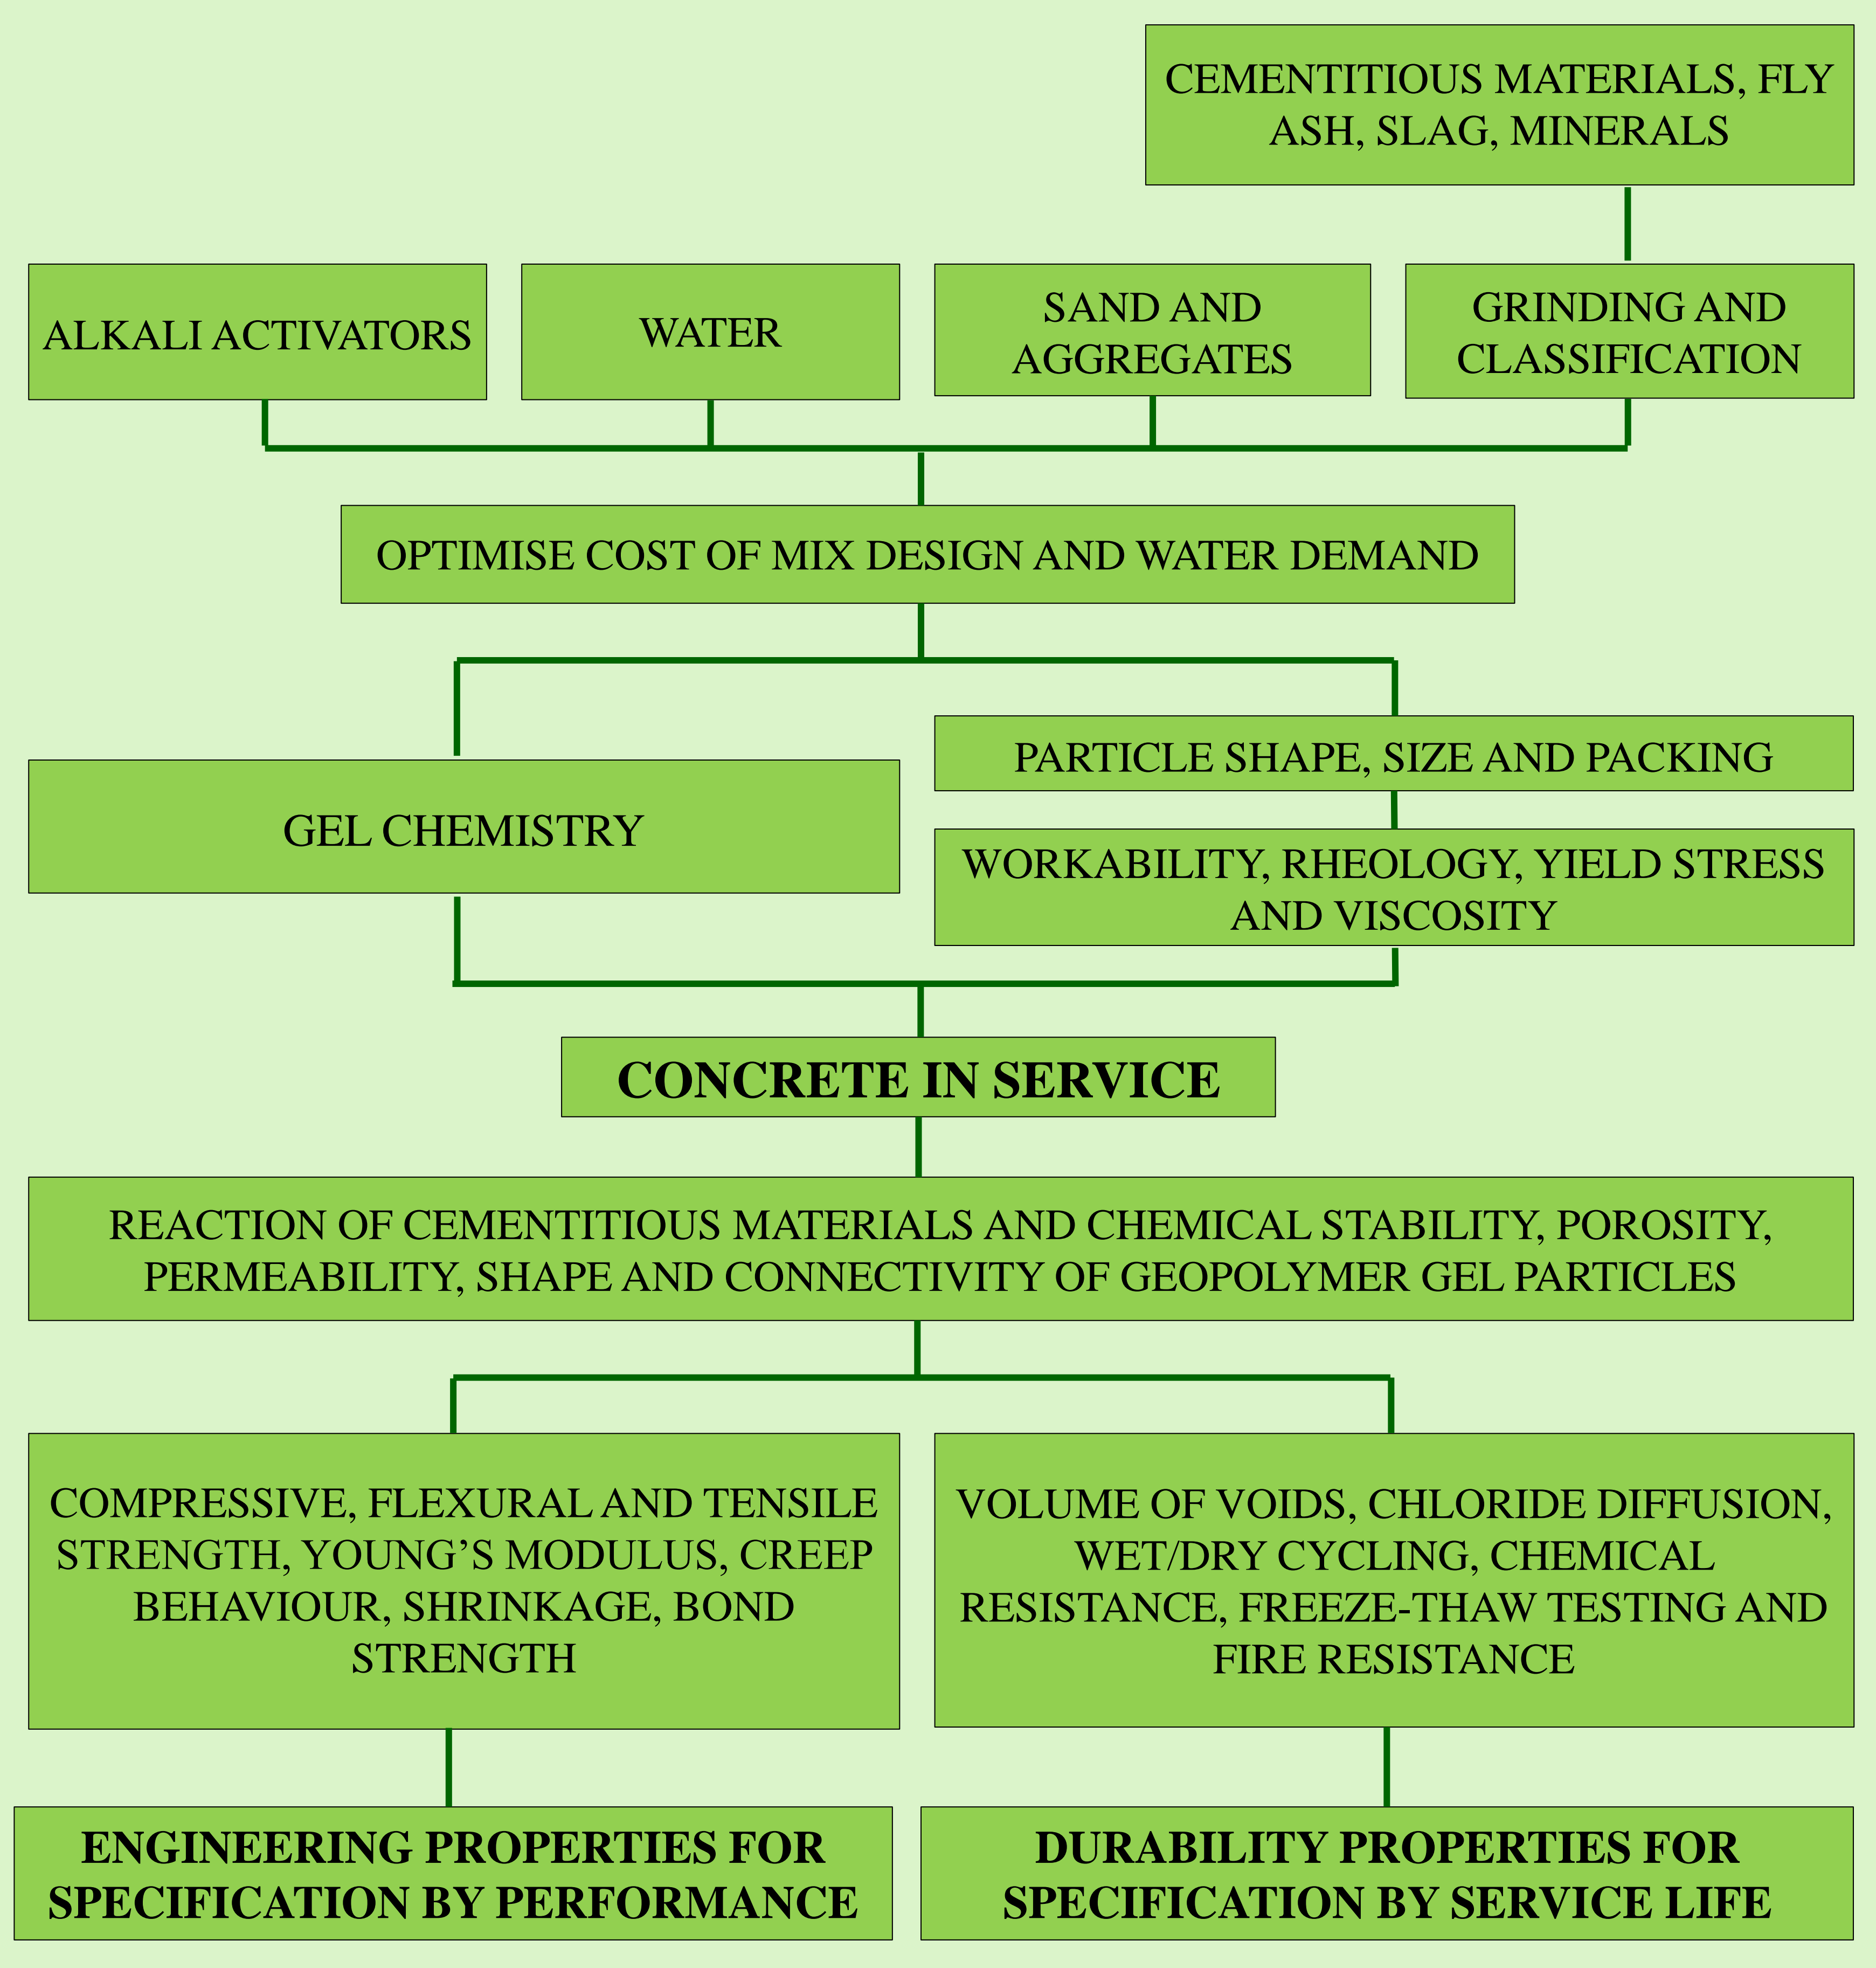 CEMENTITIOUS MATERIALS, FLY
ASH, SLAG, MINERALS
ALKALI ACTIVATORS
WATER
SAND AND
AGGREGATES
GRINDING AND
CLASSIFICATION
OPTIMISE COST OF MIX DESIGN AND WATER DEMAND
GEL CHEMISTRY
PARTICLE SHAPE, SIZE AND PACKING
WORKABILITY, RHEOLOGY, YIELD STRESS
AND VISCOSITY
CONCRETE IN SERVICE
REACTION OF CEMENTITIOUS MATERIALS AND CHEMICAL STABILITY, POROSITY,
PERMEABILITY, SHAPE AND CONNECTIVITY OF GEOPOLYMER GEL PARTICLES
COMPRESSIVE, FLEXURAL AND TENSILE
STRENGTH, YOUNG’S MODULUS, CREEP
BEHAVIOUR, SHRINKAGE, BOND
STRENGTH
VOLUME OF VOIDS, CHLORIDE DIFFUSION,
WET/DRY CYCLING, CHEMICAL
RESISTANCE, FREEZE-THAW TESTING AND
FIRE RESISTANCE
ENGINEERING PROPERTIES FOR
SPECIFICATION BY PERFORMANCE
DURABILITY PROPERTIES FOR
SPECIFICATION BY SERVICE LIFE